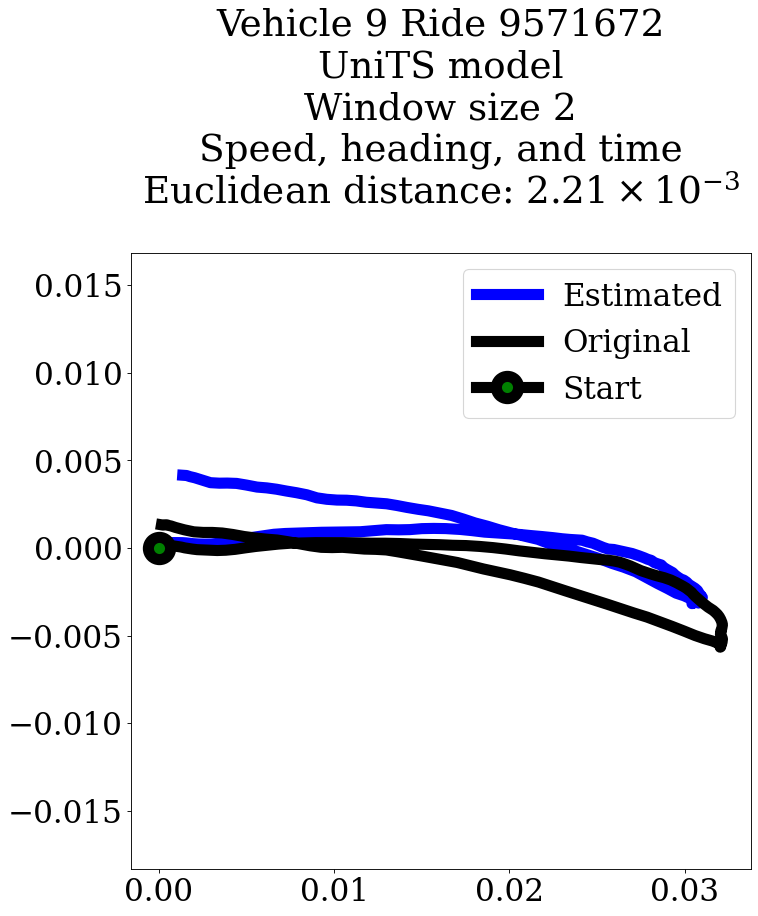 Vehicle 9 Ride 9571672
UniTS model
Window size 2
Speed, heading, and time
Euclidean distance: 2.21 × 10⁻³
0.015
0.010
0.005
0.000
−0.005
−0.010
−0.015
Estimated
Original
Start
0.00 0.01 0.02 0.03